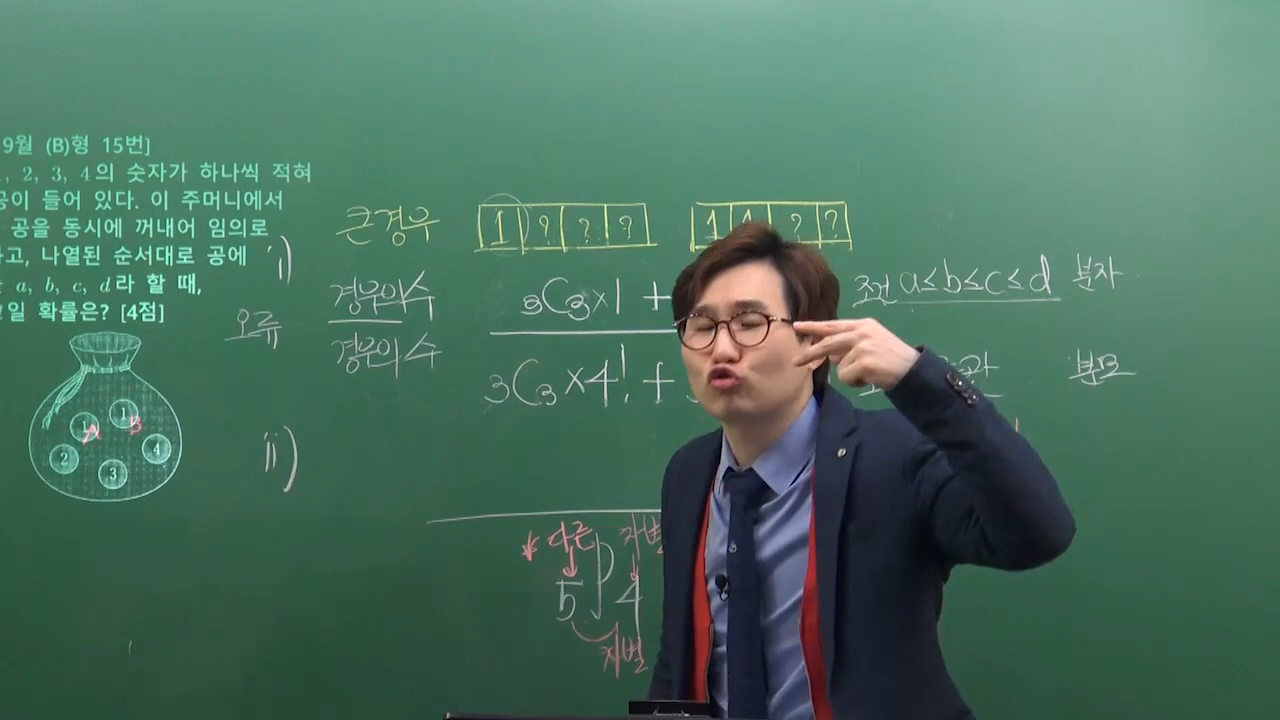 9월 (B)형 15번]
, 2, 3, 4의 숫자가 하나씩 적혀
공이 들어 있다. 이 주머니에서
공을 동시에 꺼내어 임의로
하고, 나열된 순서대로 공에
a, b, c, d라 할 때,
일 확률은? [4점]
1 1 2 3 4
A B
큰경우
1 ? ? ?
1 1 ? ?
i)
오류
경우의수
경우의수
3C3×1 +
3C3×4! +
조건 a≤b≤c≤d 분자
분모
ii)
* 다른
5 4
차별